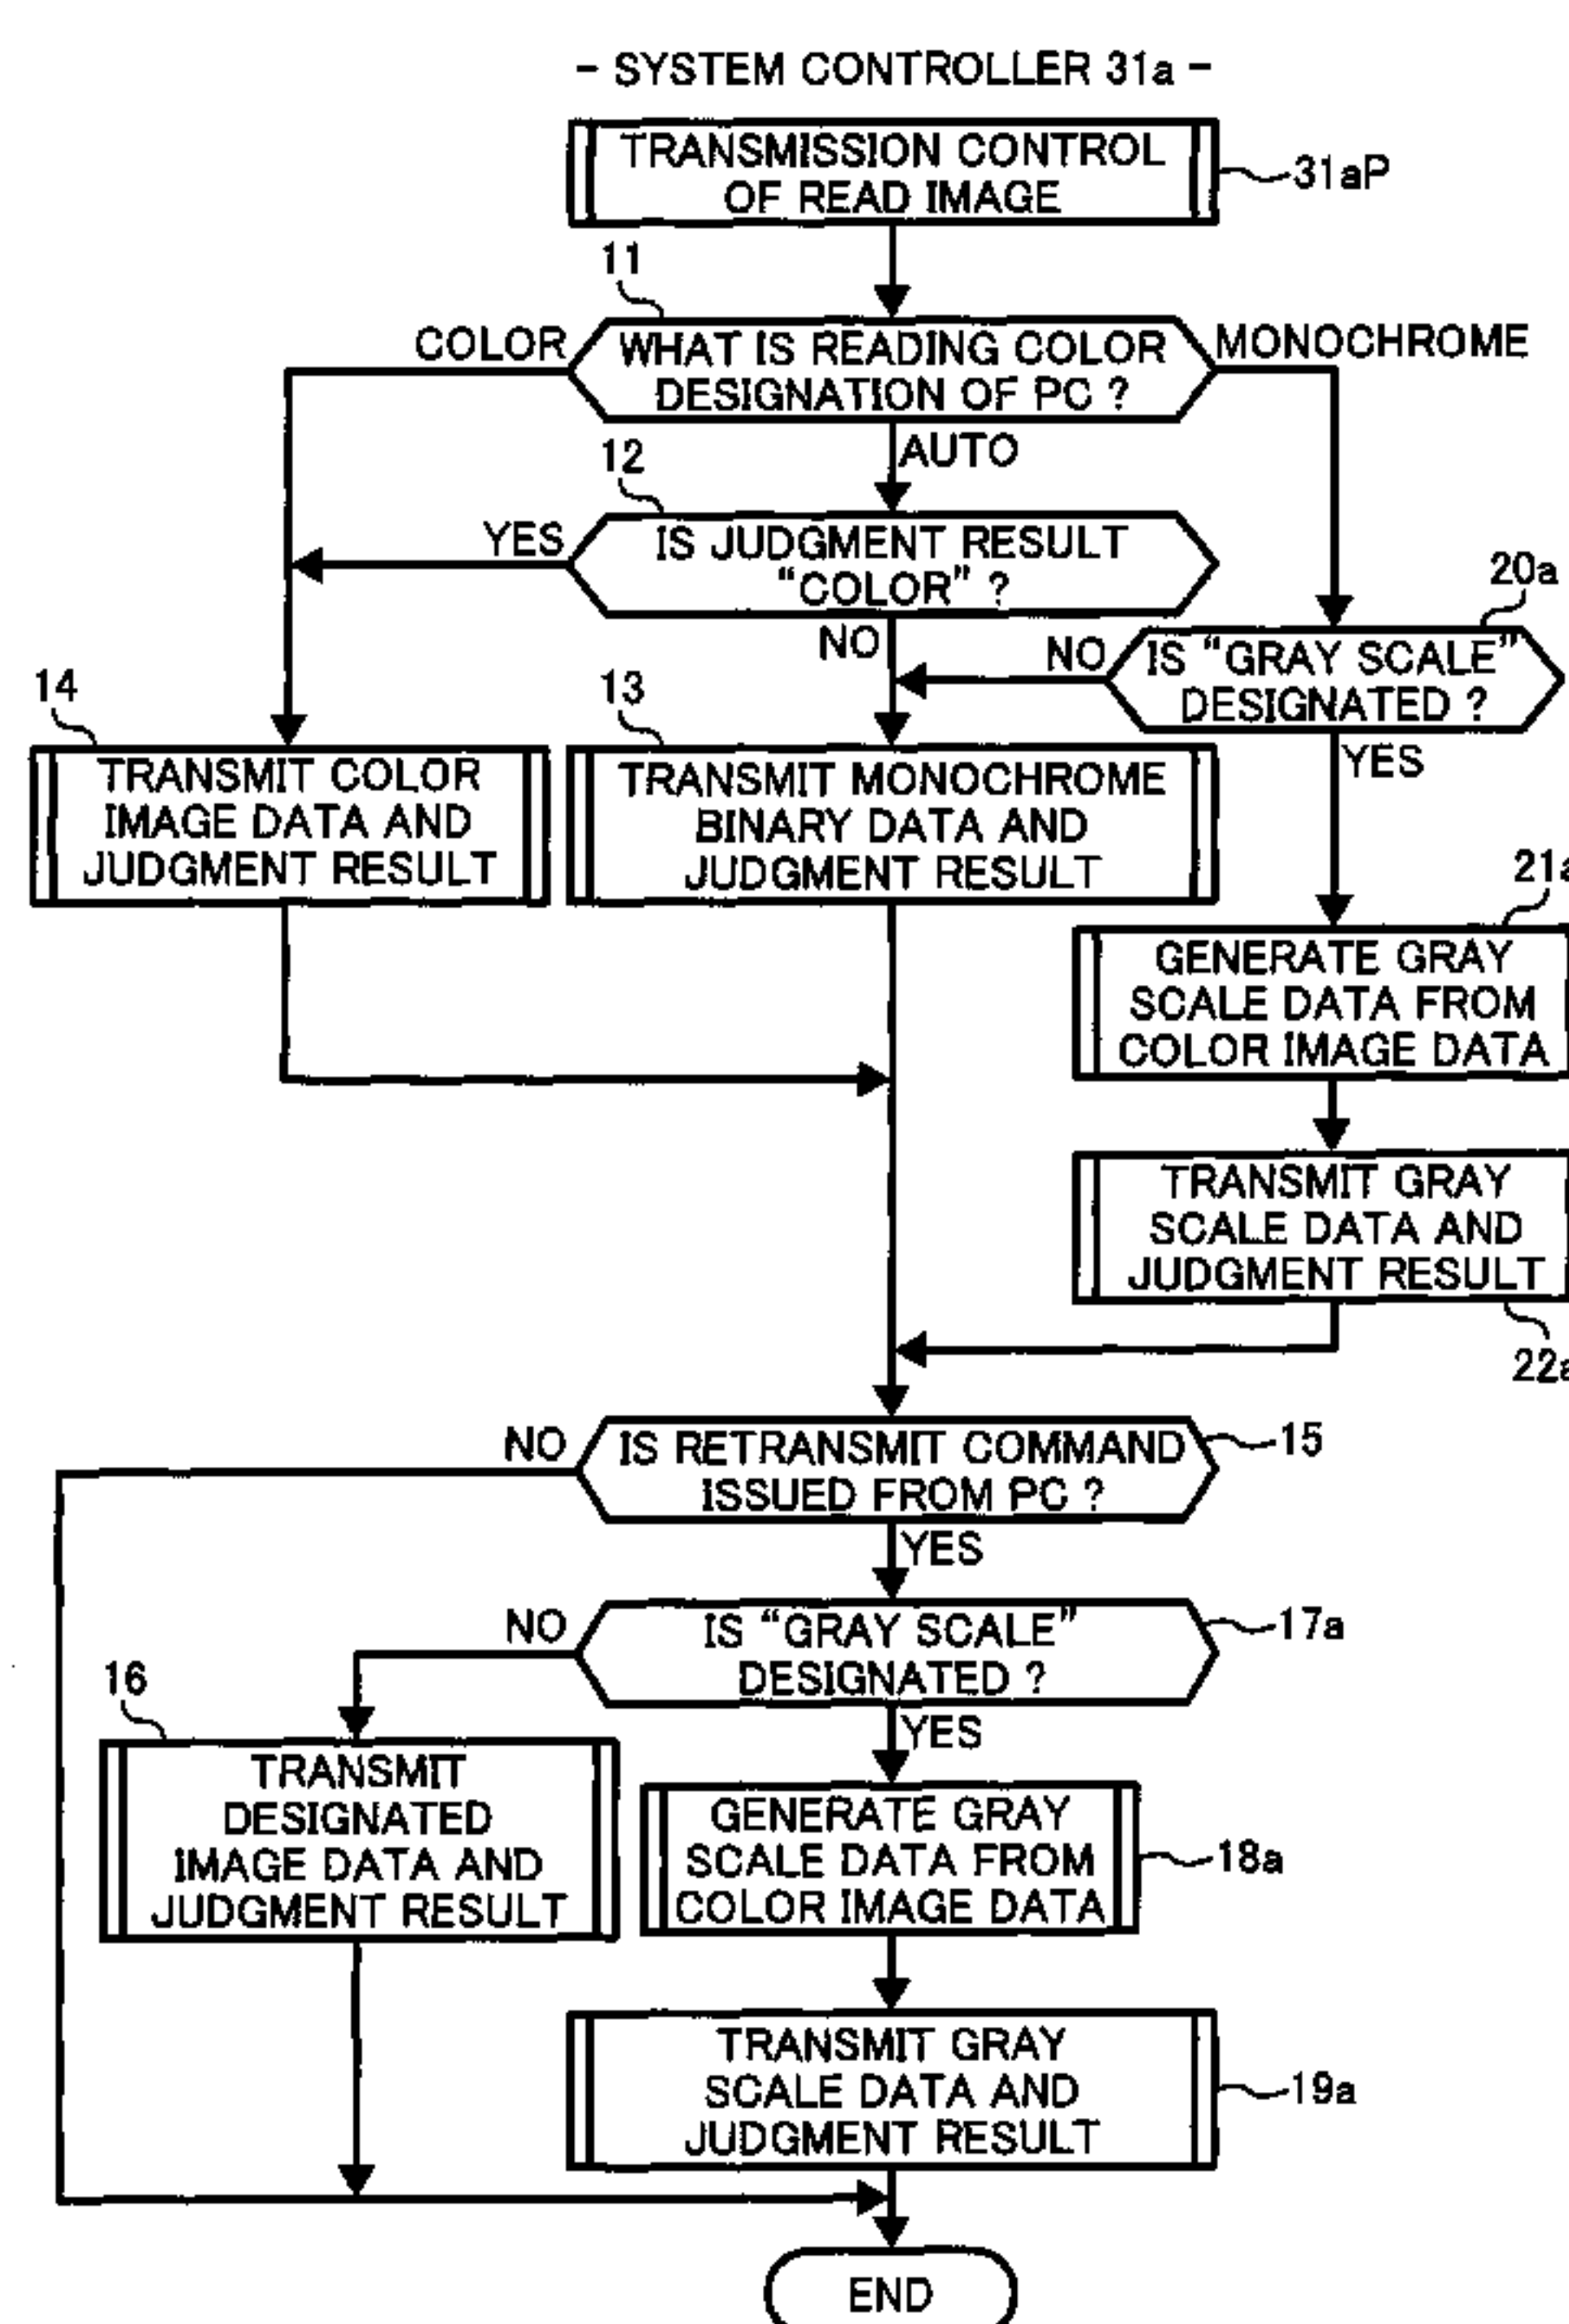 - SYSTEM CONTROLLER 31a -
TRANSMISSION CONTROL
OF READ IMAGE
31aP
11
COLOR
WHAT IS READING COLOR
DESIGNATION OF PC ?
MONOCHROME
AUTO
12
YES
IS JUDGMENT RESULT
“COLOR” ?
NO
20a
NO
IS “GRAY SCALE”
DESIGNATED ?
YES
14
TRANSMIT COLOR
IMAGE DATA AND
JUDGMENT RESULT
13
TRANSMIT MONOCHROME
BINARY DATA AND
JUDGMENT RESULT
21a
GENERATE GRAY
SCALE DATA FROM
COLOR IMAGE DATA
TRANSMIT GRAY
SCALE DATA AND
JUDGMENT RESULT
22a
NO
IS RETRANSMIT COMMAND
ISSUED FROM PC ?
15
YES
NO
IS “GRAY SCALE”
DESIGNATED ?
17a
YES
16
TRANSMIT
DESIGNATED
IMAGE DATA AND
JUDGMENT RESULT
GENERATE GRAY
SCALE DATA FROM
COLOR IMAGE DATA
18a
TRANSMIT GRAY
SCALE DATA AND
JUDGMENT RESULT
19a
END